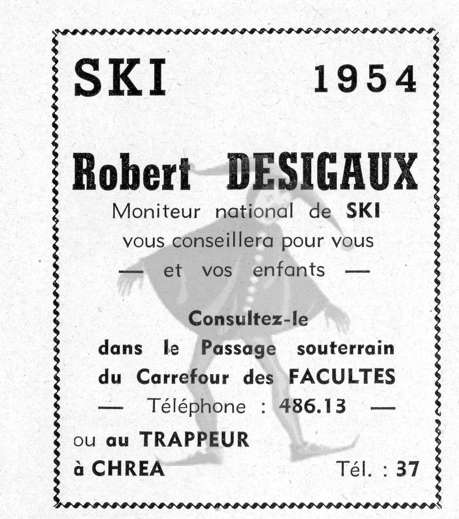 SKI 1954
Robert DESIGAUX
Moniteur national de SKI
vous conseillera pour vous
— et vos enfants —
Consultez-le
dans le Passage souterrain
du Carrefour des FACULTES
— Téléphone : 486.13 —
ou au TRAPPEUR
à CHREA Tél. : 37